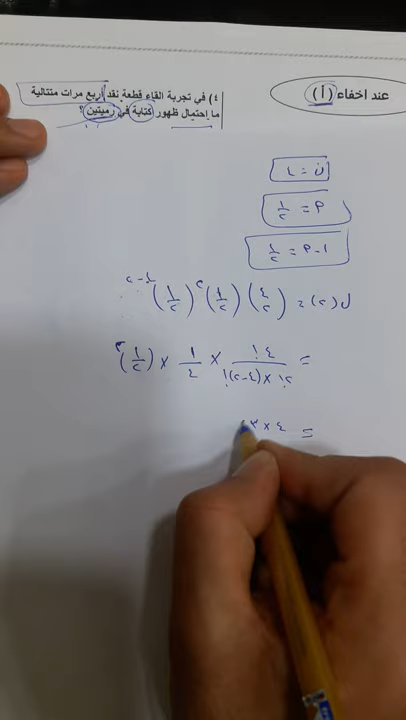 عند اخفاء (أ)
٤) في تجربة القاء قطعة نقد أربع مرات متتالية
ما إحتمال ظهور كتابة في رميتين ؟
ن = ٤
P = ١/٢
١ - P = ١/٢
ل(٢) = (٤/٢) (١/٢)^٢ (١/٢)^٤-٢
= ٤! / ٢! × (٤-٢)! × ١/٤ × (١/٢)^٢
= ٤ × ٣